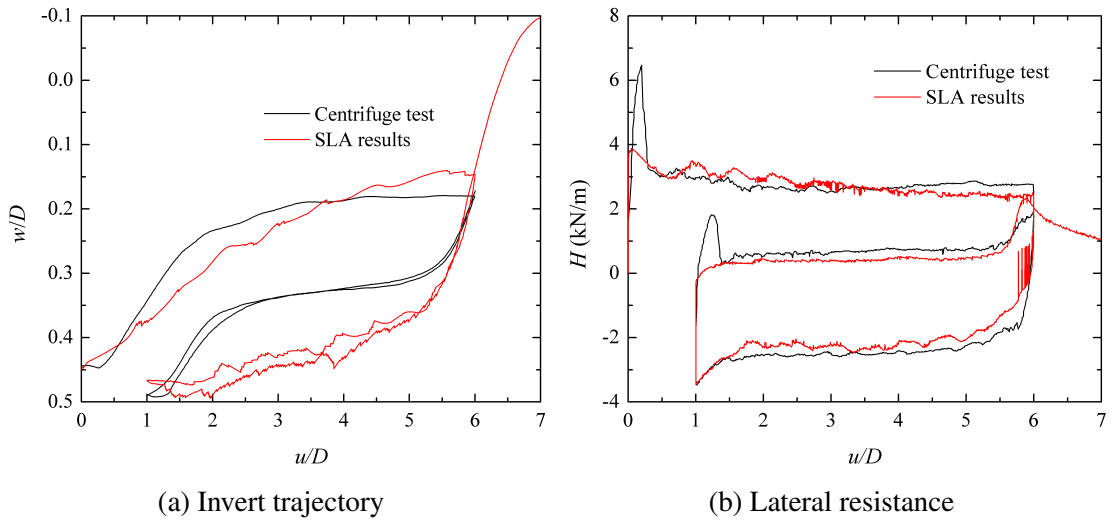 -0.1
0.0
0.1
0.2
0.3
0.4
0.5
w/D
Centrifuge test
SLA results
0 1 2 3 4 5 6 7
u/D
(a) Invert trajectory
8
6
4
2
0
-2
-4
H (kN/m)
Centrifuge test
SLA results
0 1 2 3 4 5 6 7
u/D
(b) Lateral resistance